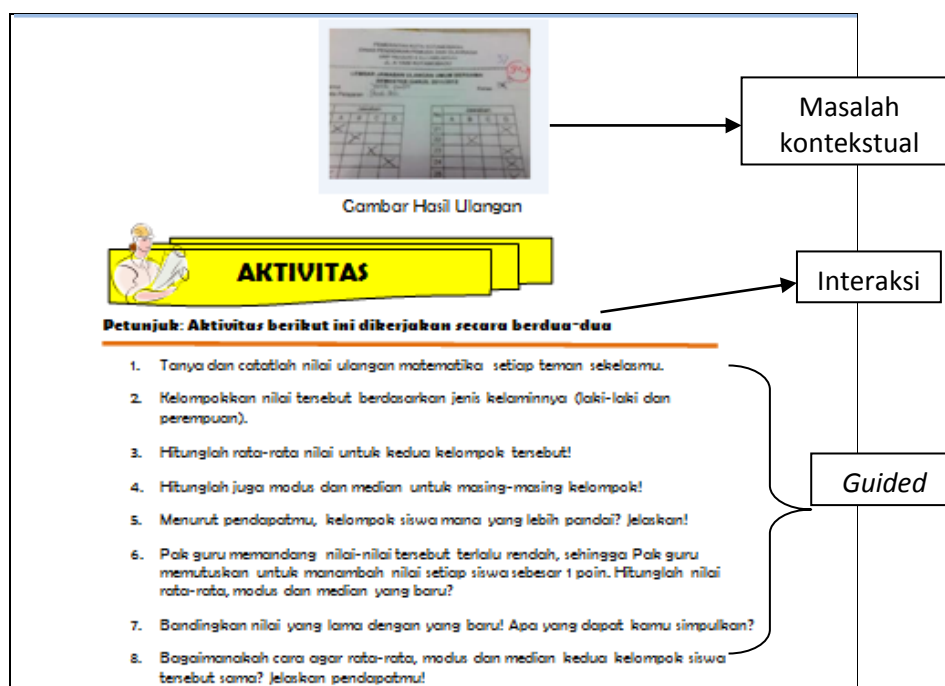 LEMBAR JAWABAN ULANGAN UMUM BERSAMA
Gambar Hasil Ulangan
Masalah
kontekstual
AKTIVITAS
Interaksi
Petunjuk: Aktivitas berikut ini dikerjakan secara berdua-dua
1. Tanya dan catatlah nilai ulangan matematika setiap teman sekelasmu.
2. Kelompokkan nilai tersebut berdasarkan jenis kelaminnya (laki-laki dan
perempuan).
3. Hitunglah rata-rata nilai untuk kedua kelompok tersebut!
4. Hitunglah juga modus dan median untuk masing-masing kelompok!
5. Menurut pendapatmu, kelompok siswa mana yang lebih pandai? Jelaskan!
6. Pak guru memandang nilai-nilai tersebut terlalu rendah, sehingga Pak guru
memutuskan untuk manambah nilai setiap siswa sebesar 1 poin. Hitunglah nilai
rata-rata, modus dan median yang baru?
7. Bandingkan nilai yang lama dengan yang baru! Apa yang dapat kamu simpulkan?
8. Bagaimanakah cara agar rata-rata, modus dan median kedua kelompok siswa
tersebut sama? Jelaskan pendapatmu!
Guided